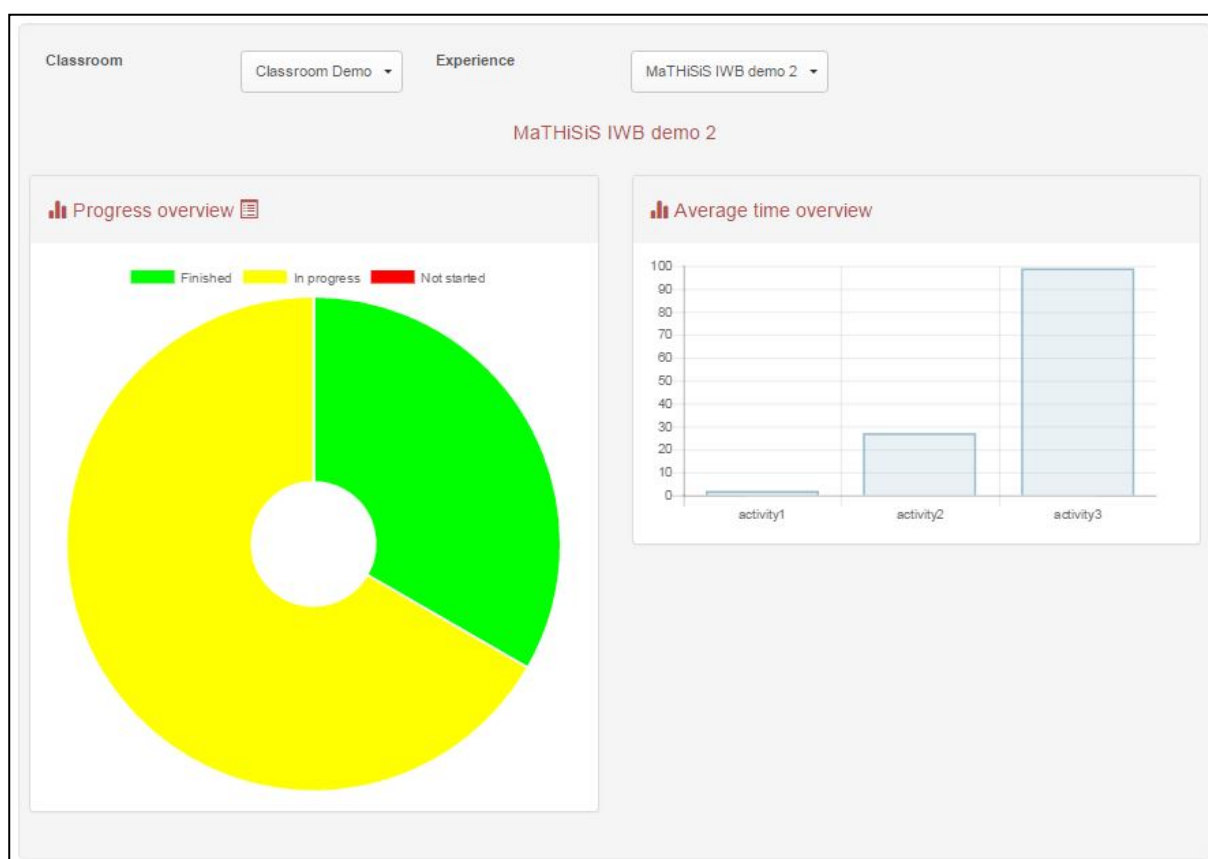 Classroom
Classroom Demo
Experience
MaTHiSiS IWB demo 2
MaTHiSiS IWB demo 2
Progress overview
Finished
In progress
Not started
Average time overview
100
90
80
70
60
50
40
30
20
10
0
activity1
activity2
activity3